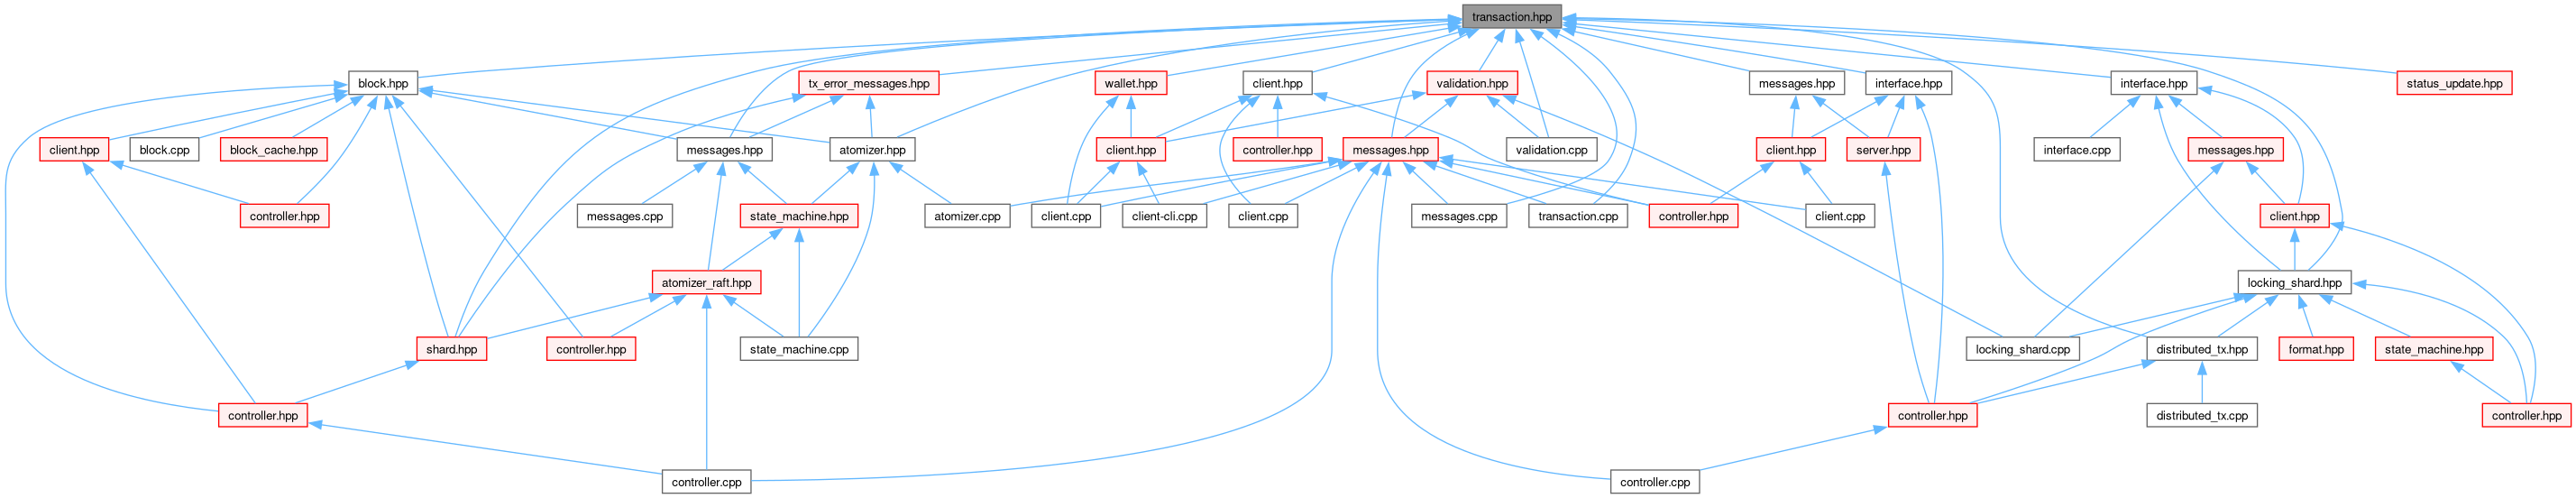 transaction.hpp
block.hpp
tx_error_messages.hpp
wallet.hpp
client.hpp
validation.hpp
messages.hpp
interface.hpp
interface.hpp
status_update.hpp
client.hpp
block.cpp
block_cache.hpp
messages.hpp
atomizer.hpp
client.hpp
controller.hpp
messages.hpp
validation.cpp
client.hpp
server.hpp
interface.cpp
messages.hpp
controller.hpp
messages.cpp
state_machine.hpp
atomizer.cpp
client.cpp
client-cli.cpp
client.cpp
messages.cpp
transaction.cpp
controller.hpp
client.cpp
client.hpp
atomizer_raft.hpp
locking_shard.hpp
shard.hpp
controller.hpp
state_machine.cpp
locking_shard.cpp
distributed_tx.hpp
format.hpp
state_machine.hpp
controller.hpp
controller.hpp
distributed_tx.cpp
controller.hpp
controller.cpp
controller.cpp